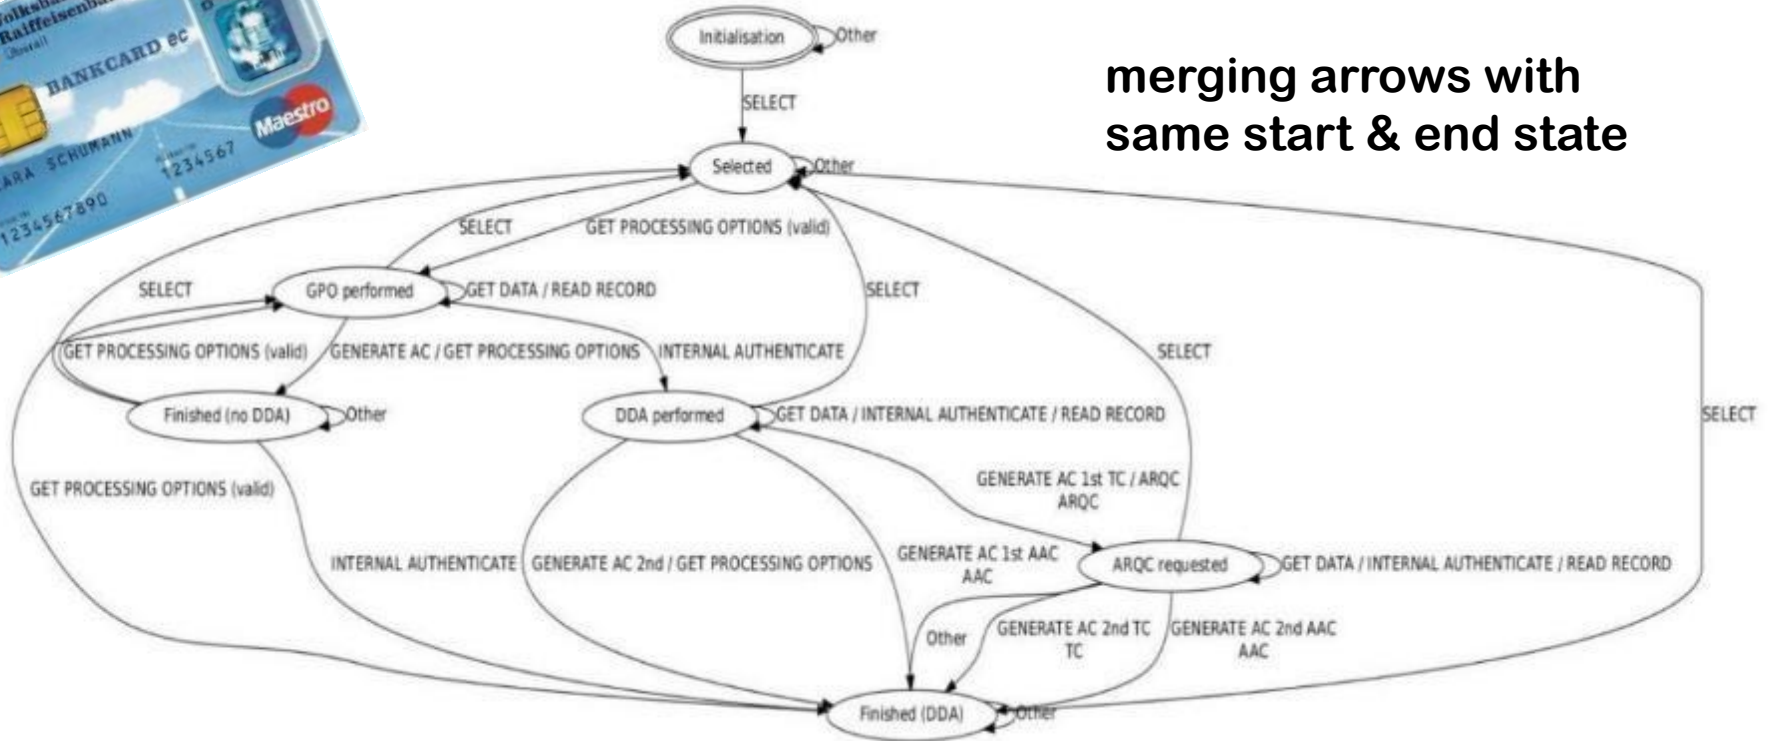 Volksba
Raiffeisenba
BANKCARD ec
Maestro
ARA SCHUMANN
1234567
1234567890
merging arrows with
same start & end state
Initialisation
Other
SELECT
Selected
Other
SELECT
GET PROCESSING OPTIONS (valid)
SELECT
GPO performed
GET DATA / READ RECORD
SELECT
GET PROCESSING OPTIONS (valid)
GENERATE AC / GET PROCESSING OPTIONS
INTERNAL AUTHENTICATE
SELECT
Finished (no DDA)
Other
DDA performed
GET DATA / INTERNAL AUTHENTICATE / READ RECORD
SELECT
GET PROCESSING OPTIONS (valid)
GENERATE AC 1st TC / ARQC
ARQC
INTERNAL AUTHENTICATE
GENERATE AC 2nd / GET PROCESSING OPTIONS
GENERATE AC 1st AAC
AAC
ARQC requested
GET DATA / INTERNAL AUTHENTICATE / READ RECORD
Other
GENERATE AC 2nd TC
TC
GENERATE AC 2nd AAC
AAC
Finished (DDA)
Other